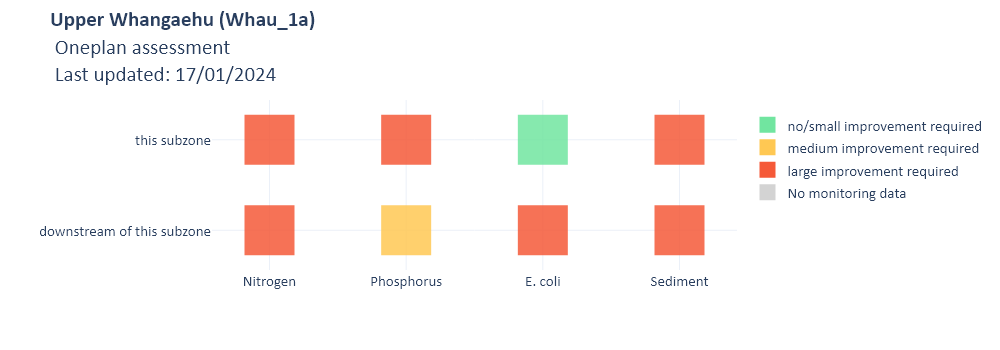 Upper Whangaehu (Whau_1a)
Oneplan assessment
Last updated: 17/01/2024
this subzone
downstream of this subzone
Nitrogen Phosphorus E. coli Sediment
no/small improvement required
medium improvement required
large improvement required
No monitoring data